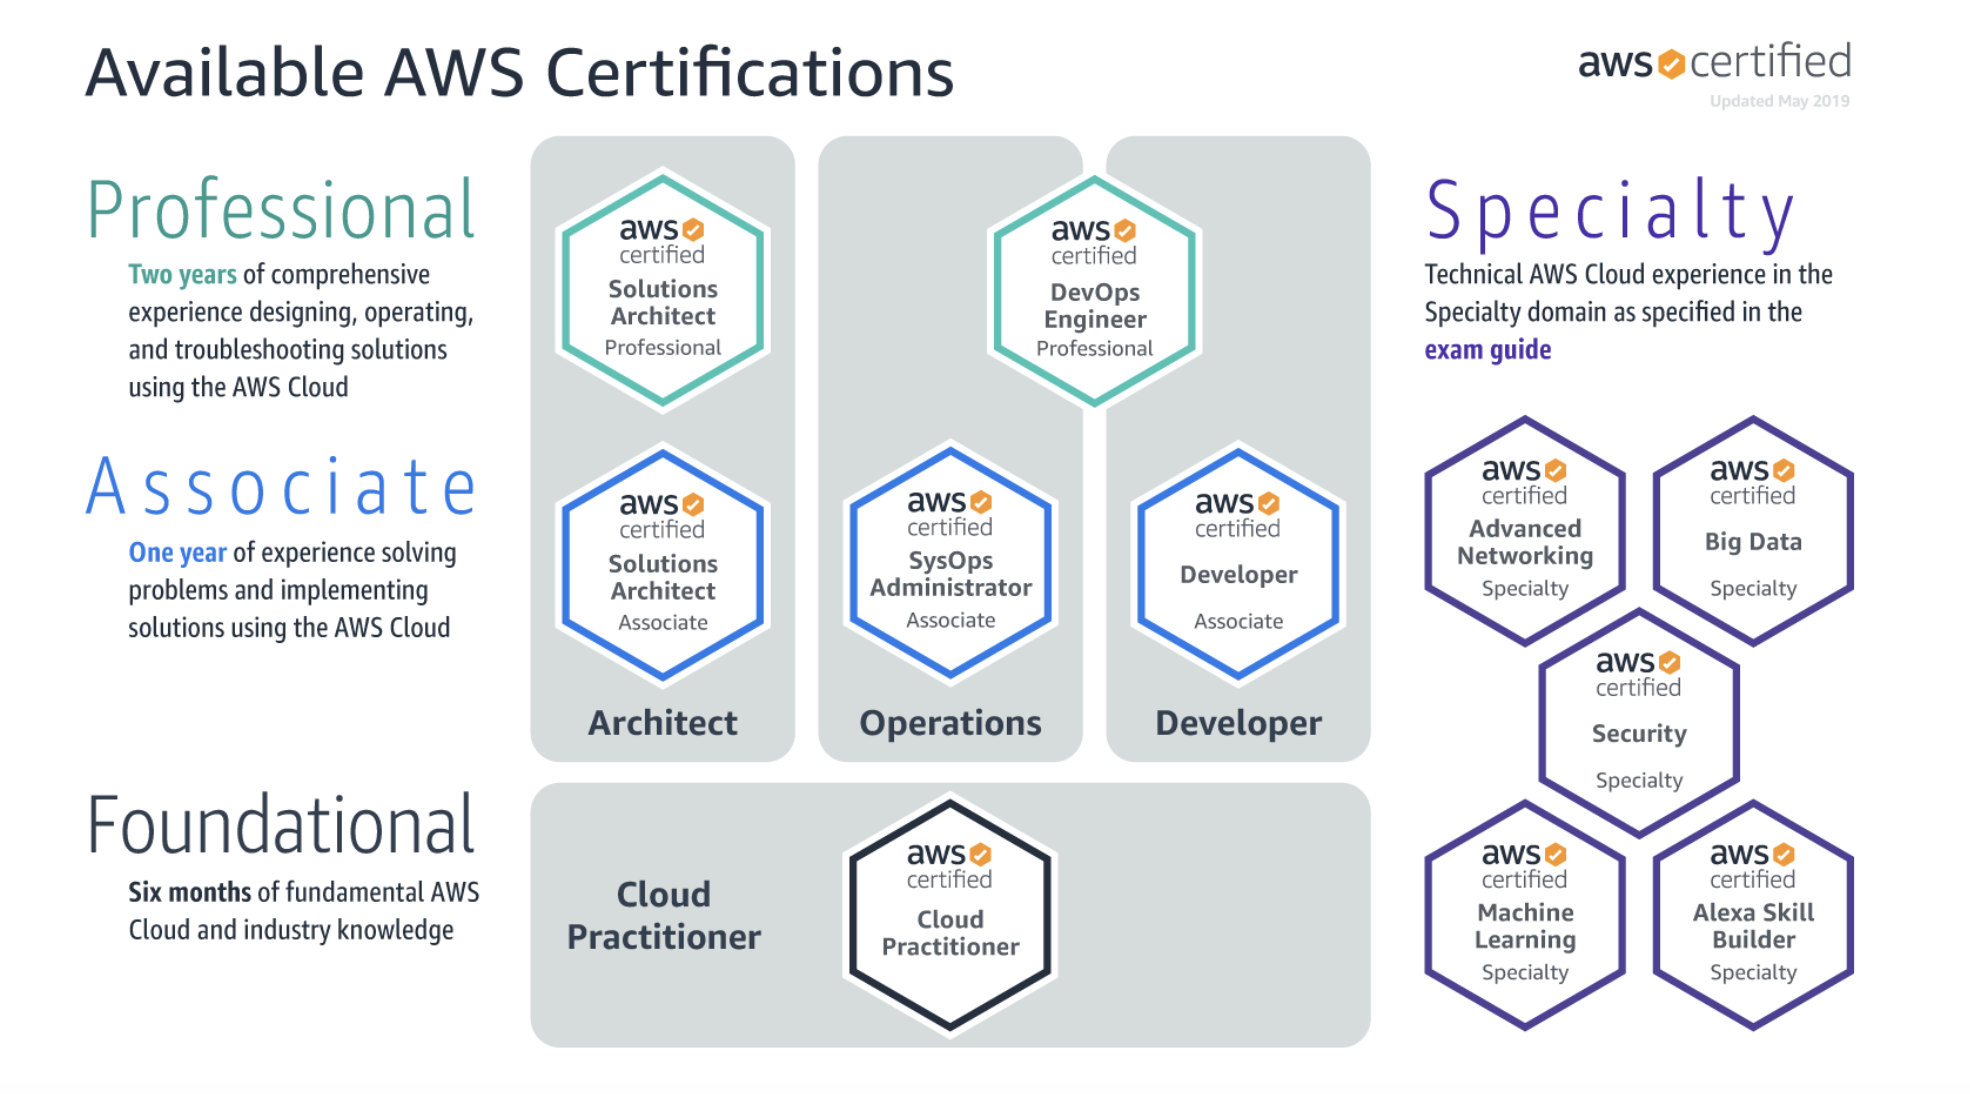 Available AWS Certifications
aws certified
Updated May 2019
Professional
Two years of comprehensive
experience designing, operating,
and troubleshooting solutions
using the AWS Cloud
Associate
One year of experience solving
problems and implementing
solutions using the AWS Cloud
Foundational
Six months of fundamental AWS
Cloud and industry knowledge
aws
certified
Solutions
Architect
Professional
aws
certified
DevOps
Engineer
Professional
aws
certified
Solutions
Architect
Associate
aws
certified
SysOps
Administrator
Associate
aws
certified
Developer
Associate
Architect
Operations
Developer
Cloud
Practitioner
aws
certified
Cloud
Practitioner
Specialty
Technical AWS Cloud experience in the
Specialty domain as specified in the
exam guide
aws
certified
Advanced
Networking
Specialty
aws
certified
Big Data
Specialty
aws
certified
Security
Specialty
aws
certified
Machine
Learning
Specialty
aws
certified
Alexa Skill
Builder
Specialty